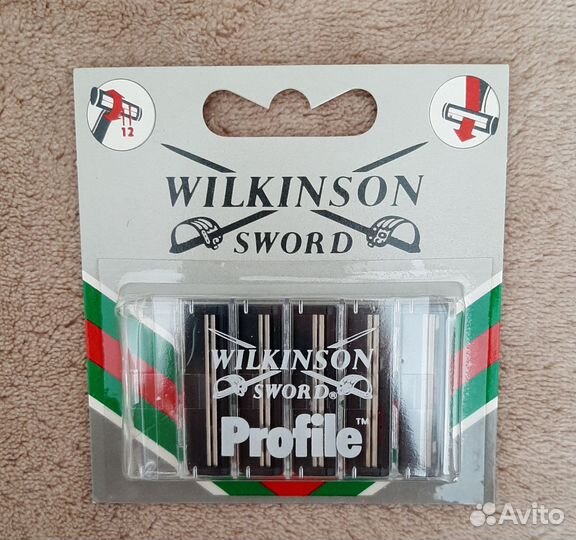 12
WILKINSON
SWORD
WILKINSON
SWORD®
Profile™
Avito